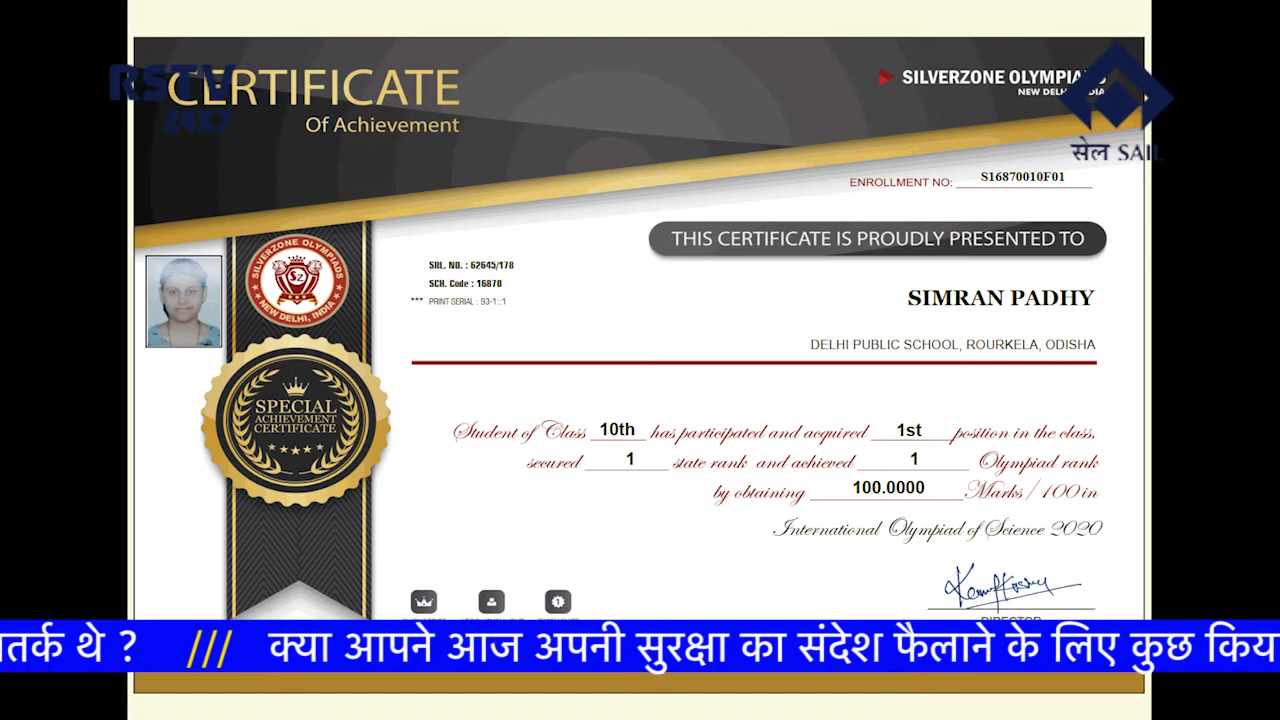 RSTV
24X7
CERTIFICATE
Of Achievement
SILVERZONE OLYMPIADS
NEW DELHI, INDIA
सेल SAIL
ENROLLMENT NO: S16870010F01
THIS CERTIFICATE IS PROUDLY PRESENTED TO
SILVERZONE OLYMPIADS
SZ
NEW DELHI, INDIA
SRL. NO. : 62645/178
SCH. Code : 16870
*** PRINT SERIAL : 93-1::1
SIMRAN PADHY
DELHI PUBLIC SCHOOL, ROURKELA, ODISHA
SPECIAL
ACHIEVEMENT
CERTIFICATE
Student of Class 10th has participated and acquired 1st position in the class,
secured 1 state rank and achieved 1 Olympiad rank
by obtaining 100.0000 Marks / 100 in
International Olympiad of Science 2020
DIRECTOR
तर्क थे ? /// क्या आपने आज अपनी सुरक्षा का संदेश फैलाने के लिए कुछ किय